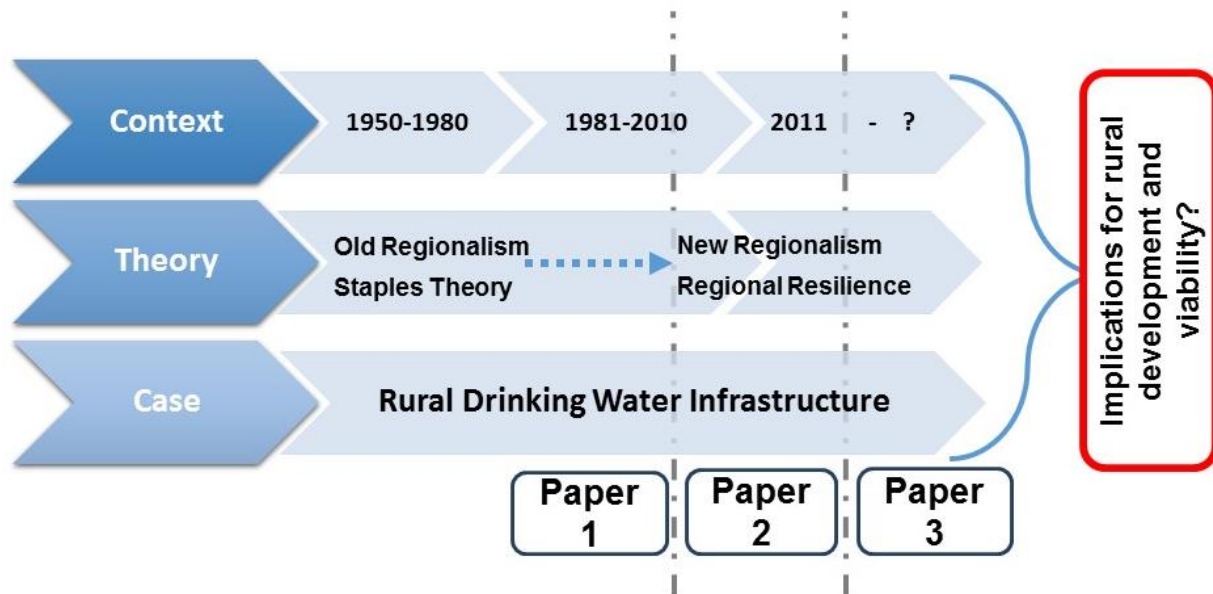 Context
1950-1980
1981-2010
2011 - ?
Theory
Old Regionalism
Staples Theory
New Regionalism
Regional Resilience
Case
Rural Drinking Water Infrastructure
Paper
1
Paper
2
Paper
3
Implications for rural
development and
viability?